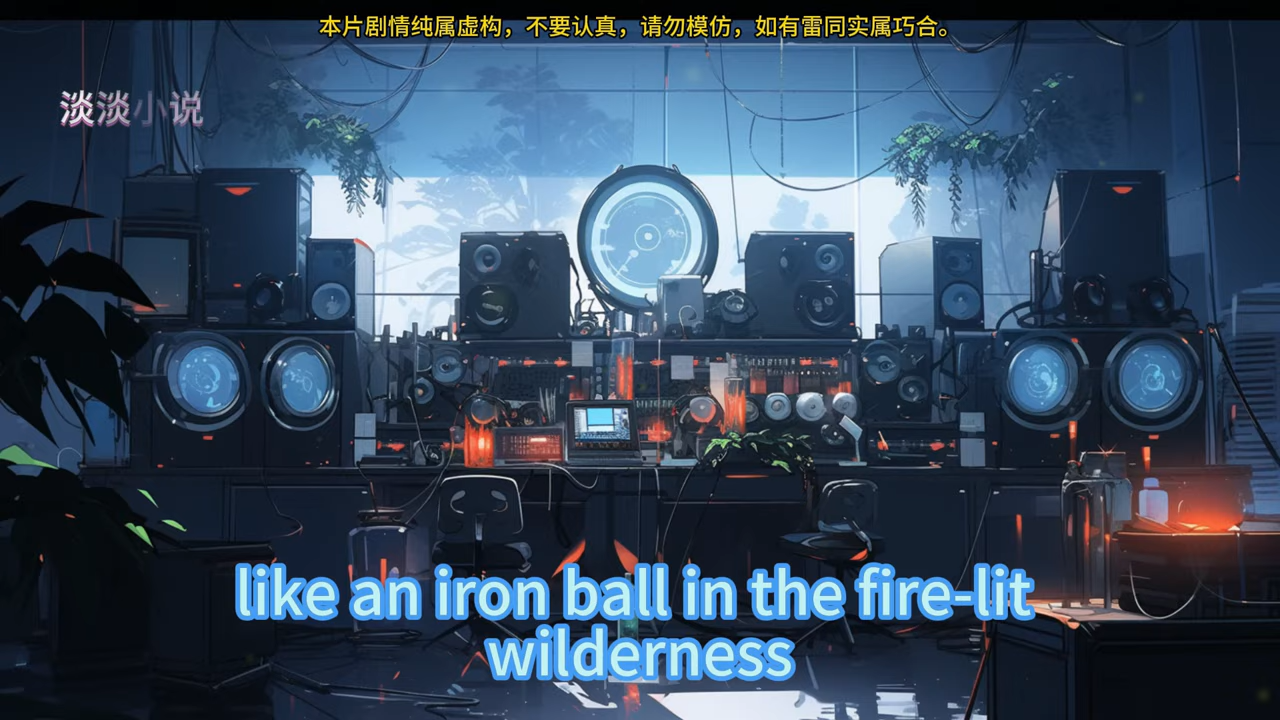 本片剧情纯属虚构，不要认真，请勿模仿，如有雷同实属巧合。
淡淡小说
like an iron ball in the fire-lit
wilderness